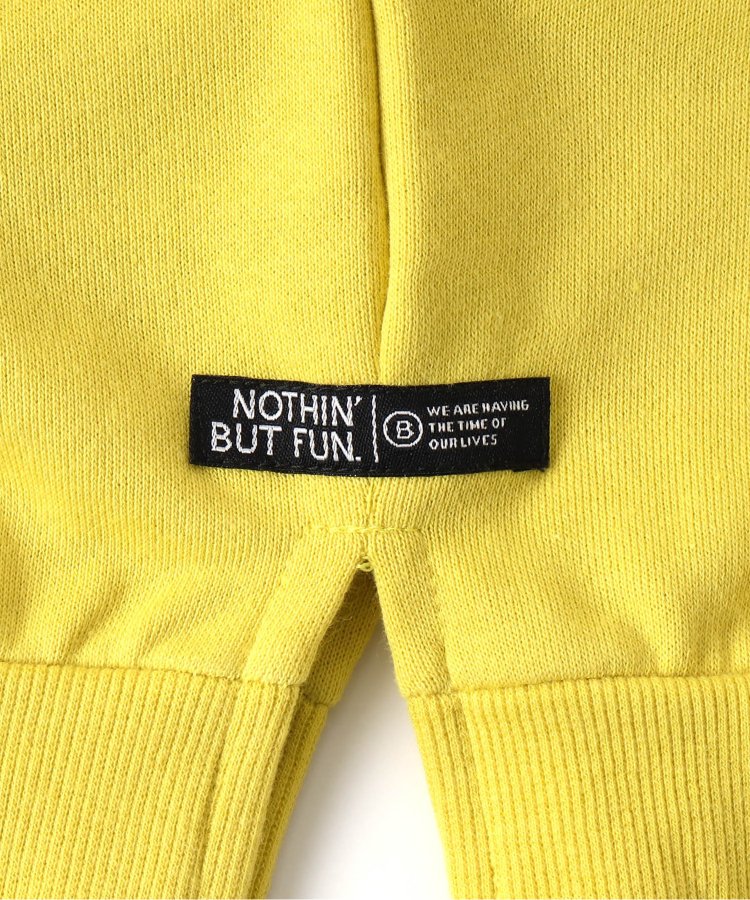 NOTHIN'
BUT FUN.
B
WE ARE HAVING
THE TIME OF
OUR LIVES